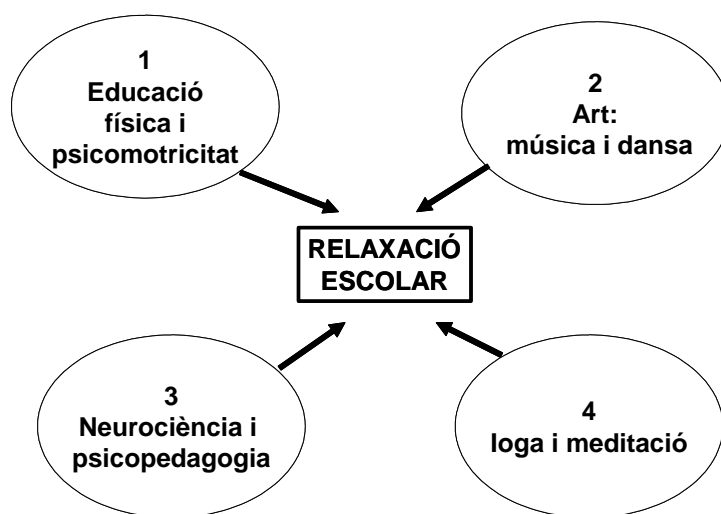 1
Educació
física i
psicomotricitat
2
Art:
música i dansa
RELAXACIÓ
ESCOLAR
3
Neurociència i
psicopedagogia
4
Ioga i meditació